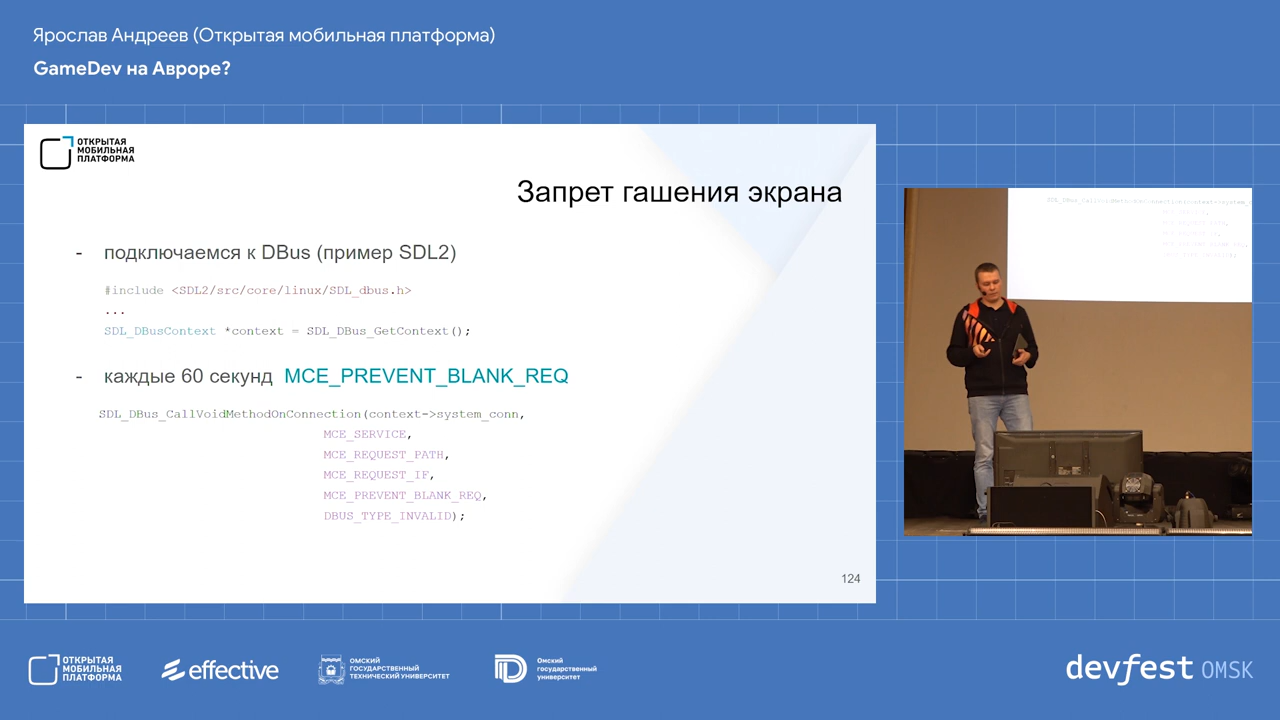 Ярослав Андреев (Открытая мобильная платформа)
GameDev на Авроре?
ОТКРЫТАЯ
МОБИЛЬНАЯ
ПЛАТФОРМА
Запрет гашения экрана
- подключаемся к DBus (пример SDL2)
#include <SDL2/src/core/linux/SDL_dbus.h>
...
SDL_DBusContext *context = SDL_DBus_GetContext();
- каждые 60 секунд MCE_PREVENT_BLANK_REQ
SDL_DBus_CallVoidMethodOnConnection(context->system_conn,
MCE_SERVICE,
MCE_REQUEST_PATH,
MCE_REQUEST_IF,
MCE_PREVENT_BLANK_REQ,
DBUS_TYPE_INVALID);
124
ОТКРЫТАЯ
МОБИЛЬНАЯ
ПЛАТФОРМА
effective
ОМСКИЙ
ГОСУДАРСТВЕННЫЙ
ТЕХНИЧЕСКИЙ УНИВЕРСИТЕТ
Омский
государственный
университет
devfest OMSK